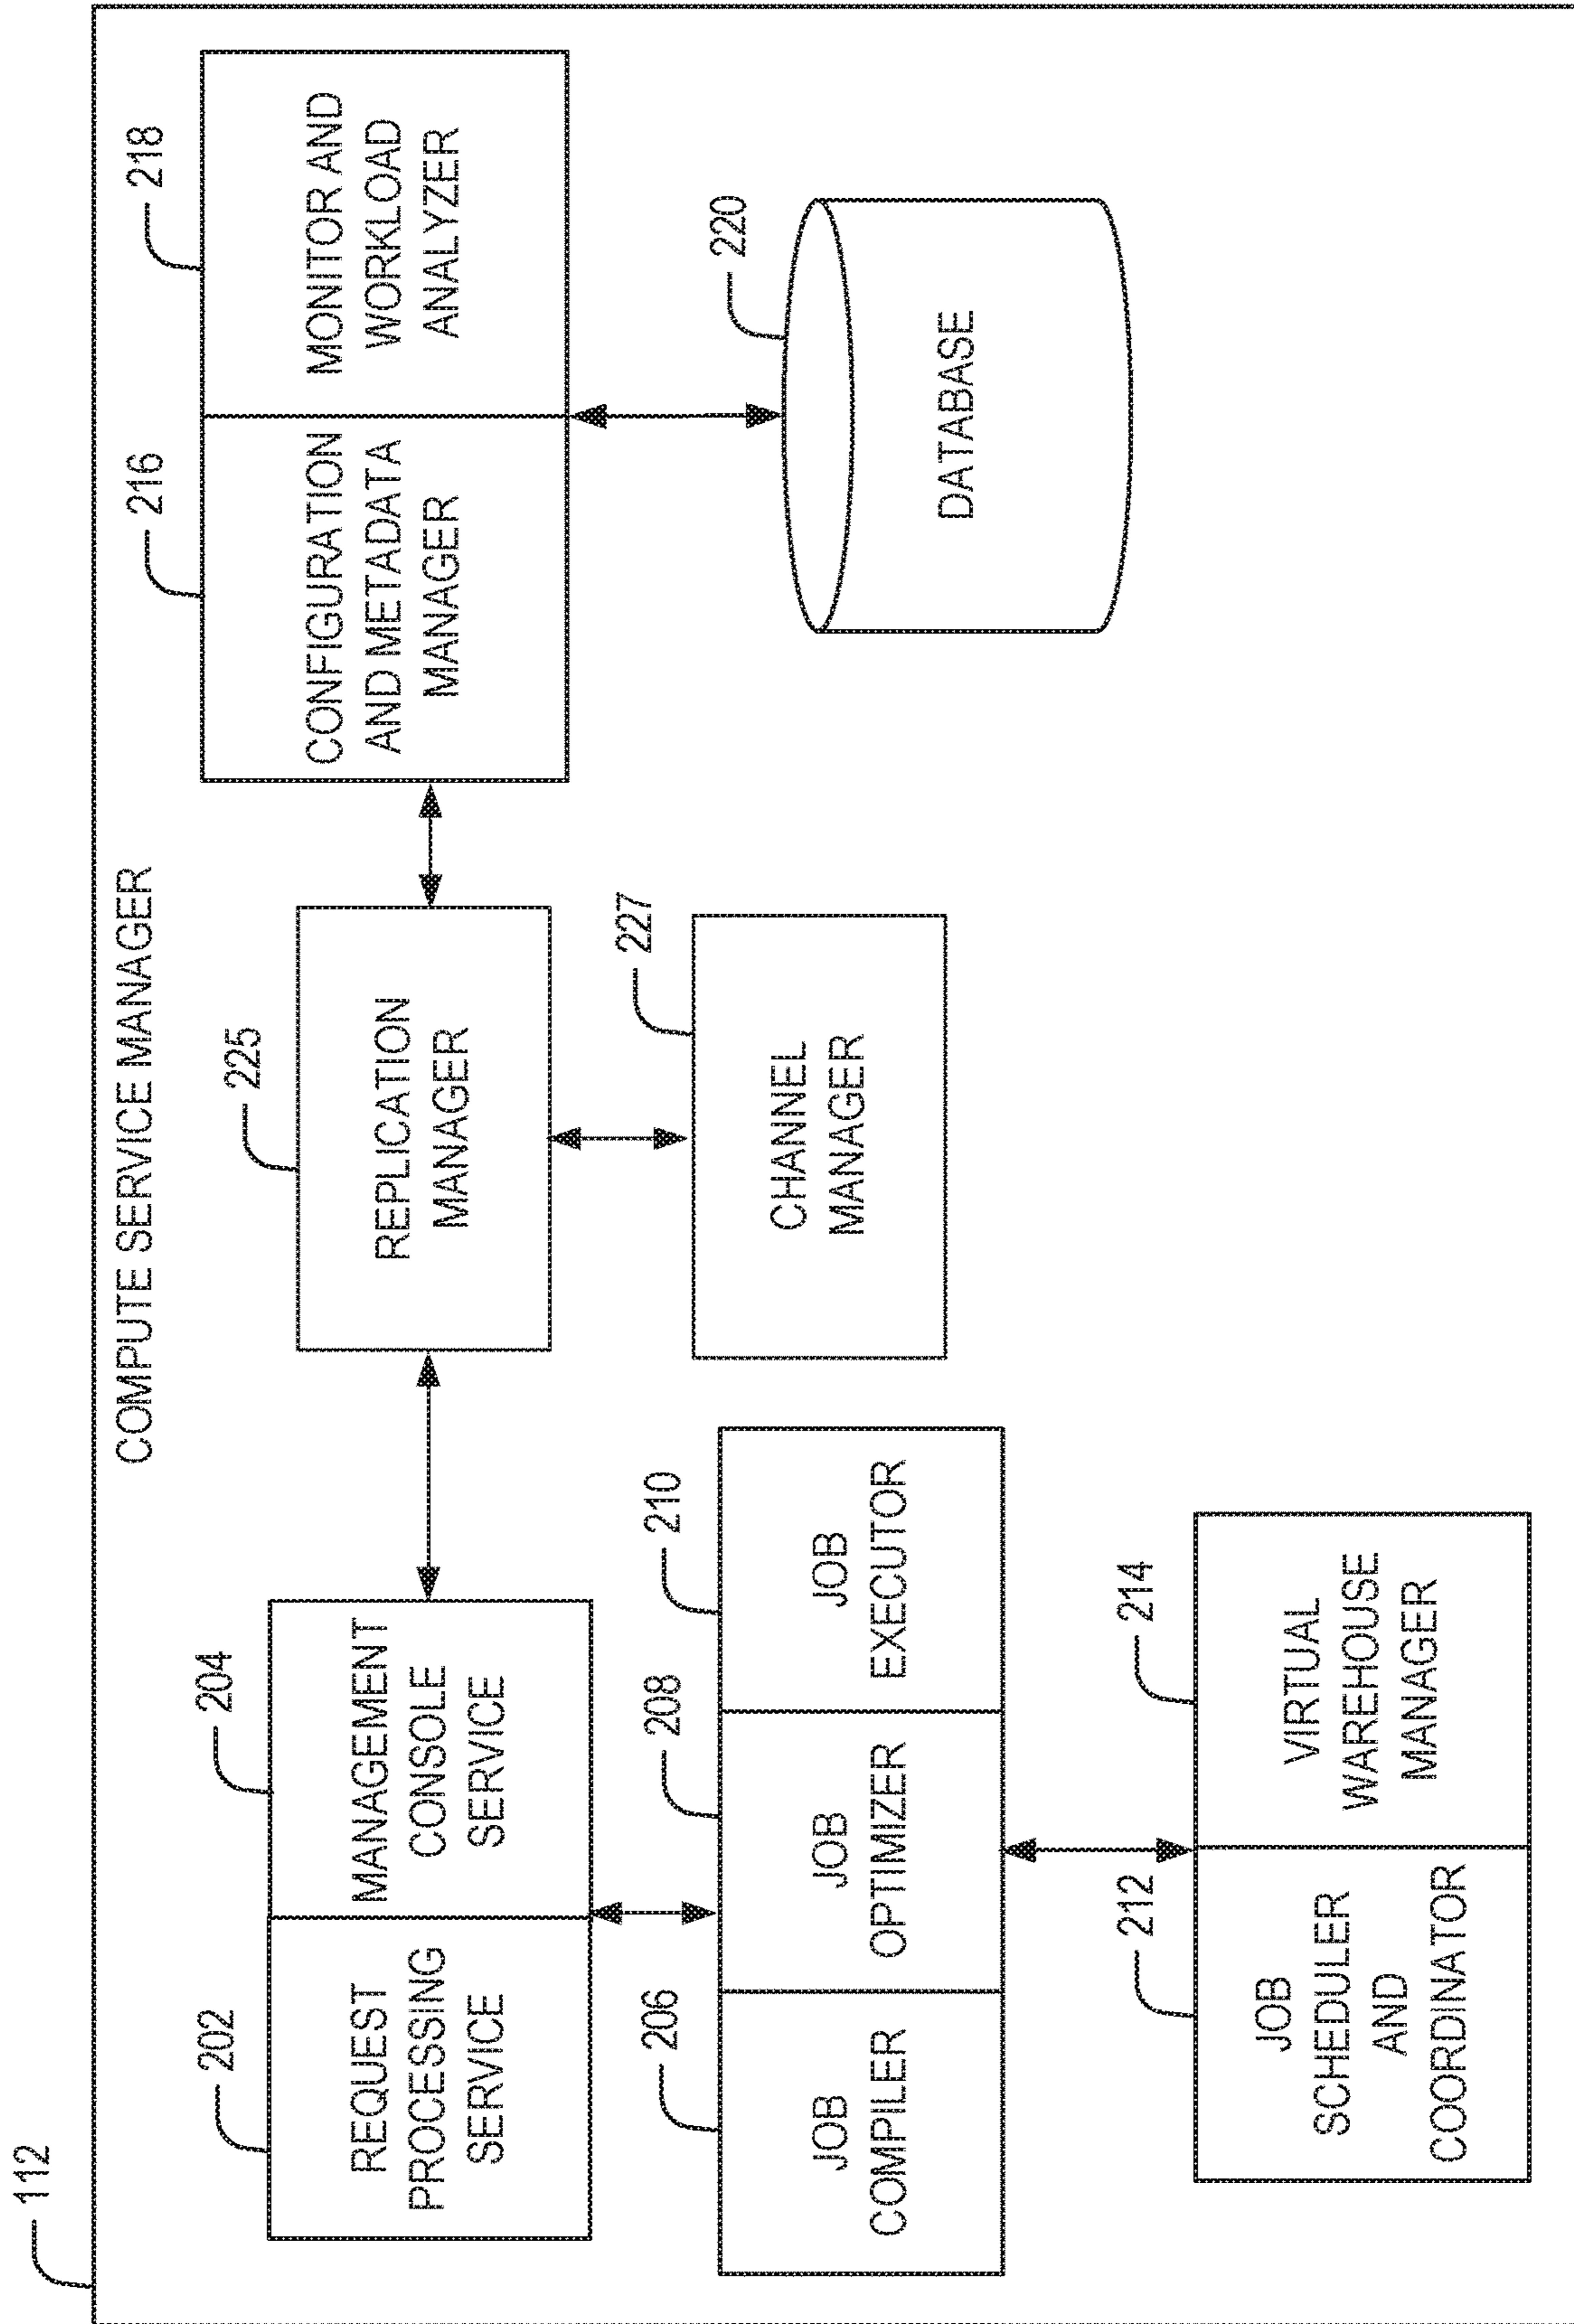 112
COMPUTE SERVICE MANAGER
202
REQUEST
PROCESSING
SERVICE
204
MANAGEMENT
CONSOLE
SERVICE
225
REPLICATION
MANAGER
216
CONFIGURATION
AND METADATA
MANAGER
218
MONITOR AND
WORKLOAD
ANALYZER
206
JOB
COMPILER
208
JOB
OPTIMIZER
210
JOB
EXECUTOR
227
CHANNEL
MANAGER
220
DATABASE
212
JOB
SCHEDULER
AND
COORDINATOR
214
VIRTUAL
WAREHOUSE
MANAGER